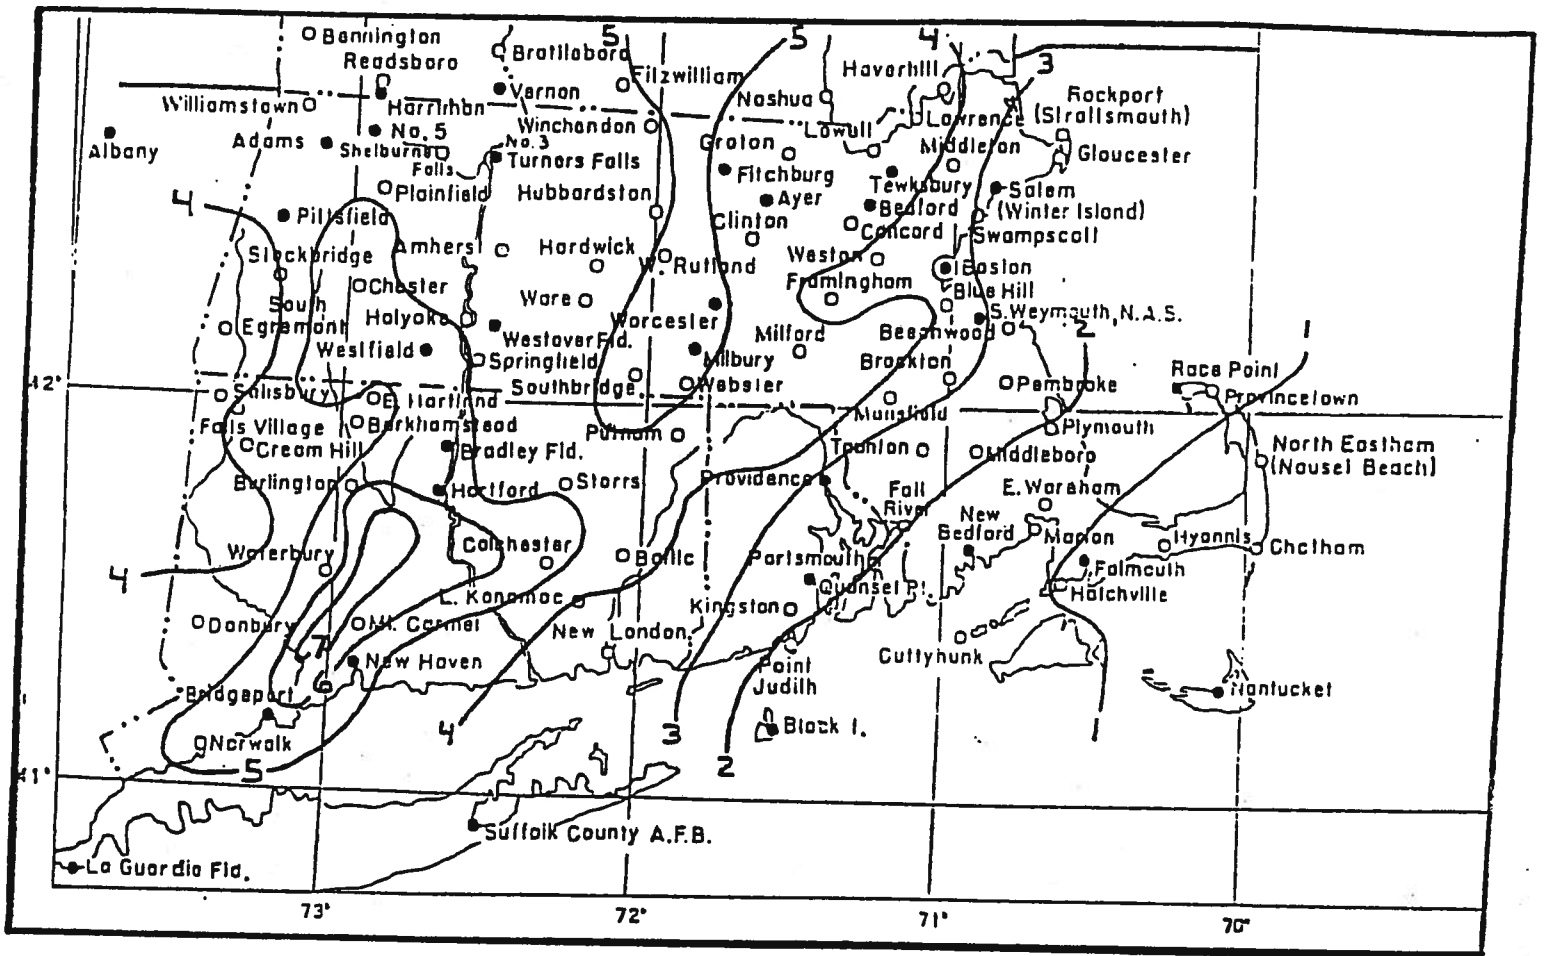 Bennington
Readsboro
Brattleboro
5
5
4
3
Fitzwilliam
Haverhill
Williamstown
Harriman
Vernon
Nashua
Rockport
(Straitsmouth)
Albany
Adams
No. 5
Shelburne
Falls
No. 3
Turners Falls
Winchendon
Groton
Lowell
Lawrence
Middleton
Gloucester
4
Plainfield
Hubbardston
Fitchburg
Ayer
Tewksbury
Bedford
Salem
(Winter Island)
Pittsfield
Clinton
Concord
Swampscott
Stockbridge
Amherst
Hardwick
W. Rutland
Weston
Framingham
Boston
Blue Hill
South
Egremont
Chester
Holyoke
Ware
Worcester
Milford
Beechwood
S. Weymouth, N.A.S.
2
1
Westfield
Westover Fld.
Springfield
Milbury
Brockton
Race Point
42°
Salisbury
E. Hartland
Southbridge
Webster
Pembroke
Provincetown
Falls Village
Barkhamstead
Putnam
Mansfield
Plymouth
Cream Hill
Bradley Fld.
Taunton
Middleboro
North Eastham
(Nauset Beach)
Burlington
Hartford
Storrs
Providence
Fall
River
E. Wareham
New
Bedford
Marion
Hyannis
Chatham
4
Waterbury
Colchester
Baltic
Portsmouth
Falmouth
Hatchville
L. Konomoc
Quonset Pt.
Kingston
Danbury
Mt. Carmel
New London
Cuttyhunk
7
New Haven
Point
Judith
Bridgeport
6
Nantucket
4
3
Block I.
1
Norwalk
5
2
41°
Suffolk County A.F.B.
La Guardia Fld.
73°
72°
71°
70°